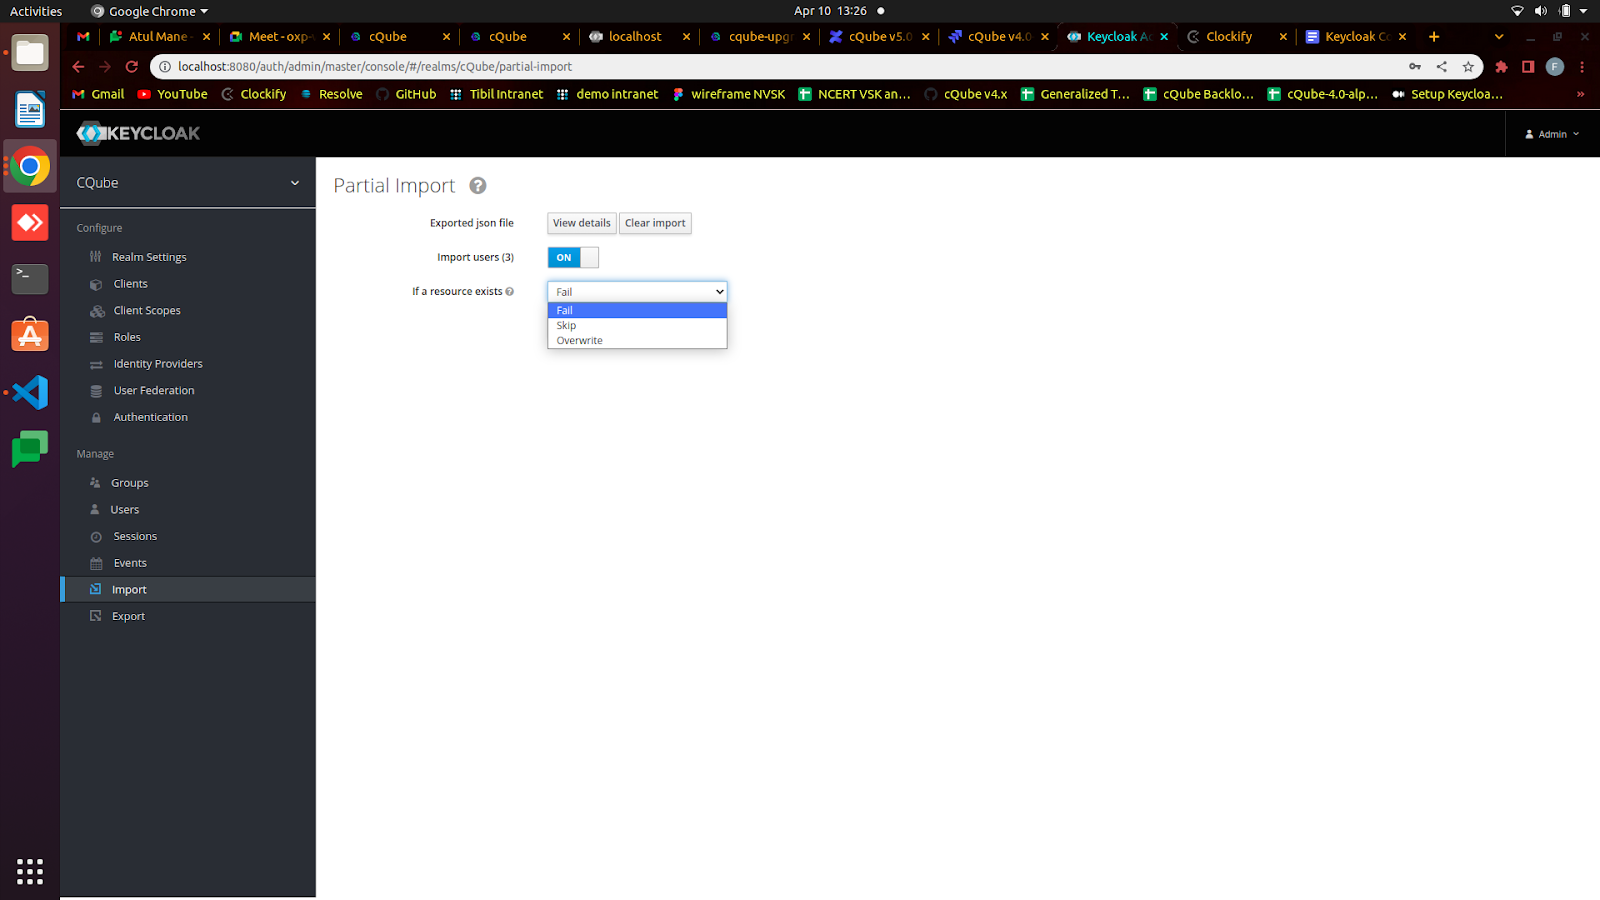 Activities
Google Chrome
Apr 10 13:26
Atul Mane -
Meet - oxp-
cQube
cQube
localhost
cqube-upgr
cQube v5.0
cQube v4.0
Keycloak Ad
Clockify
Keycloak Co
localhost:8080/auth/admin/master/console/#/realms/cQube/partial-import
F
Gmail
YouTube
Clockify
Resolve
GitHub
Tibil Intranet
demo intranet
wireframe NVSK
NCERT VSK an...
cQube v4.x
Generalized T...
cQube Backlo...
cQube-4.0-alp...
Setup Keycloa...
KEYCLOAK
Admin
CQube
Configure
Realm Settings
Clients
Client Scopes
Roles
Identity Providers
User Federation
Authentication
Manage
Groups
Users
Sessions
Events
Import
Export
Partial Import
Exported json file
View details
Clear import
Import users (3)
ON
If a resource exists
Fail
Fail
Skip
Overwrite